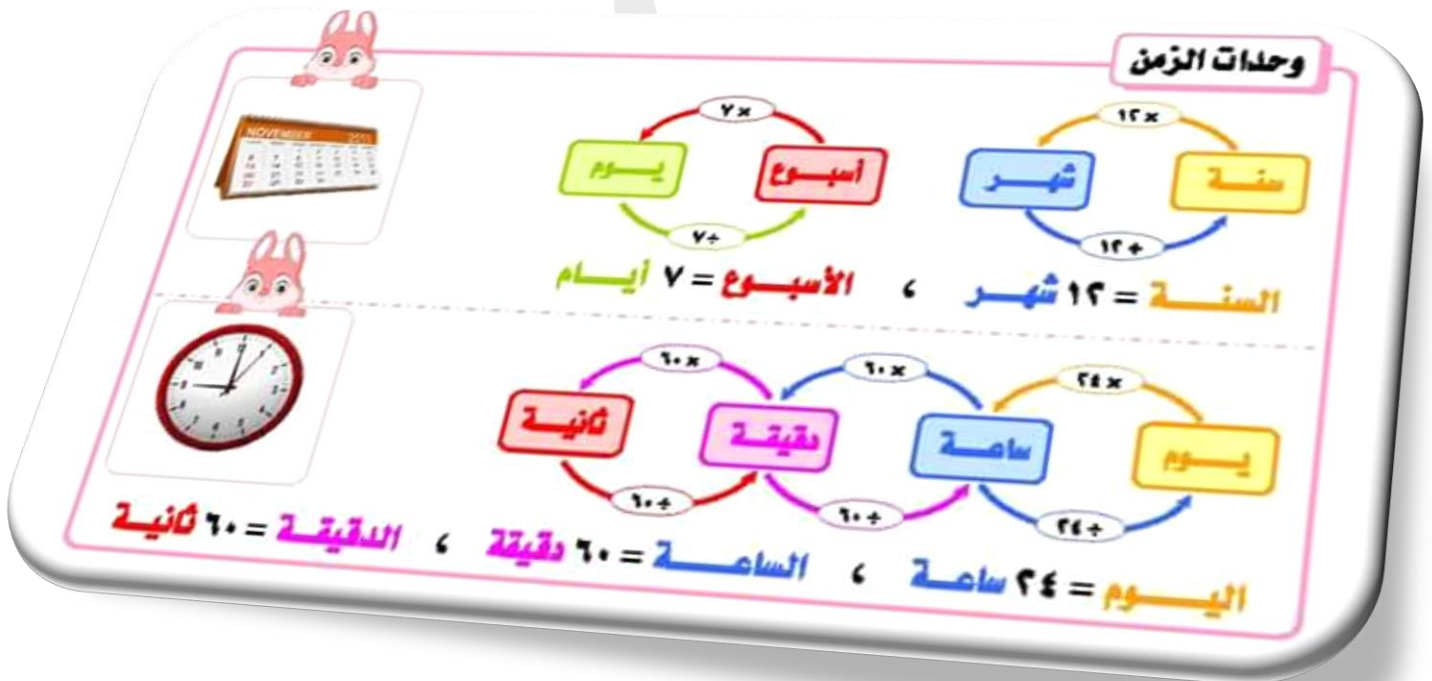 وحدات الزمن
×١٢ ×٧
سنة شهر أسبوع يوم
÷١٢ ÷٧
السنة = ١٢ شهر ، الأسبوع = ٧ أيام
NOVEMBER
×٢٤ ×٦٠ ×٦٠
يوم ساعة دقيقة ثانية
÷٢٤ ÷٦٠ ÷٦٠
اليوم = ٢٤ ساعة ، الساعة = ٦٠ دقيقة ، الدقيقة = ٦٠ ثانية